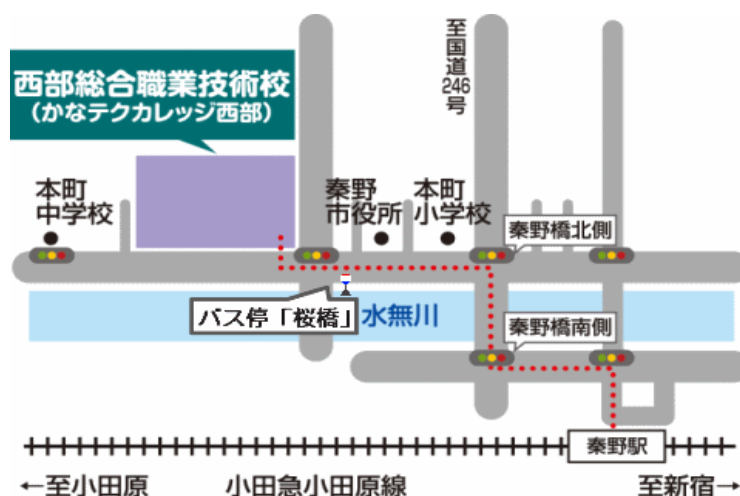 西部総合職業技術校
(かなテクカレッジ西部)
至国道246号
本町
中学校
秦野
市役所
本町
小学校
秦野橋北側
バス停「桜橋」
水無川
秦野橋南側
秦野駅
←至小田原
小田急小田原線
至新宿→